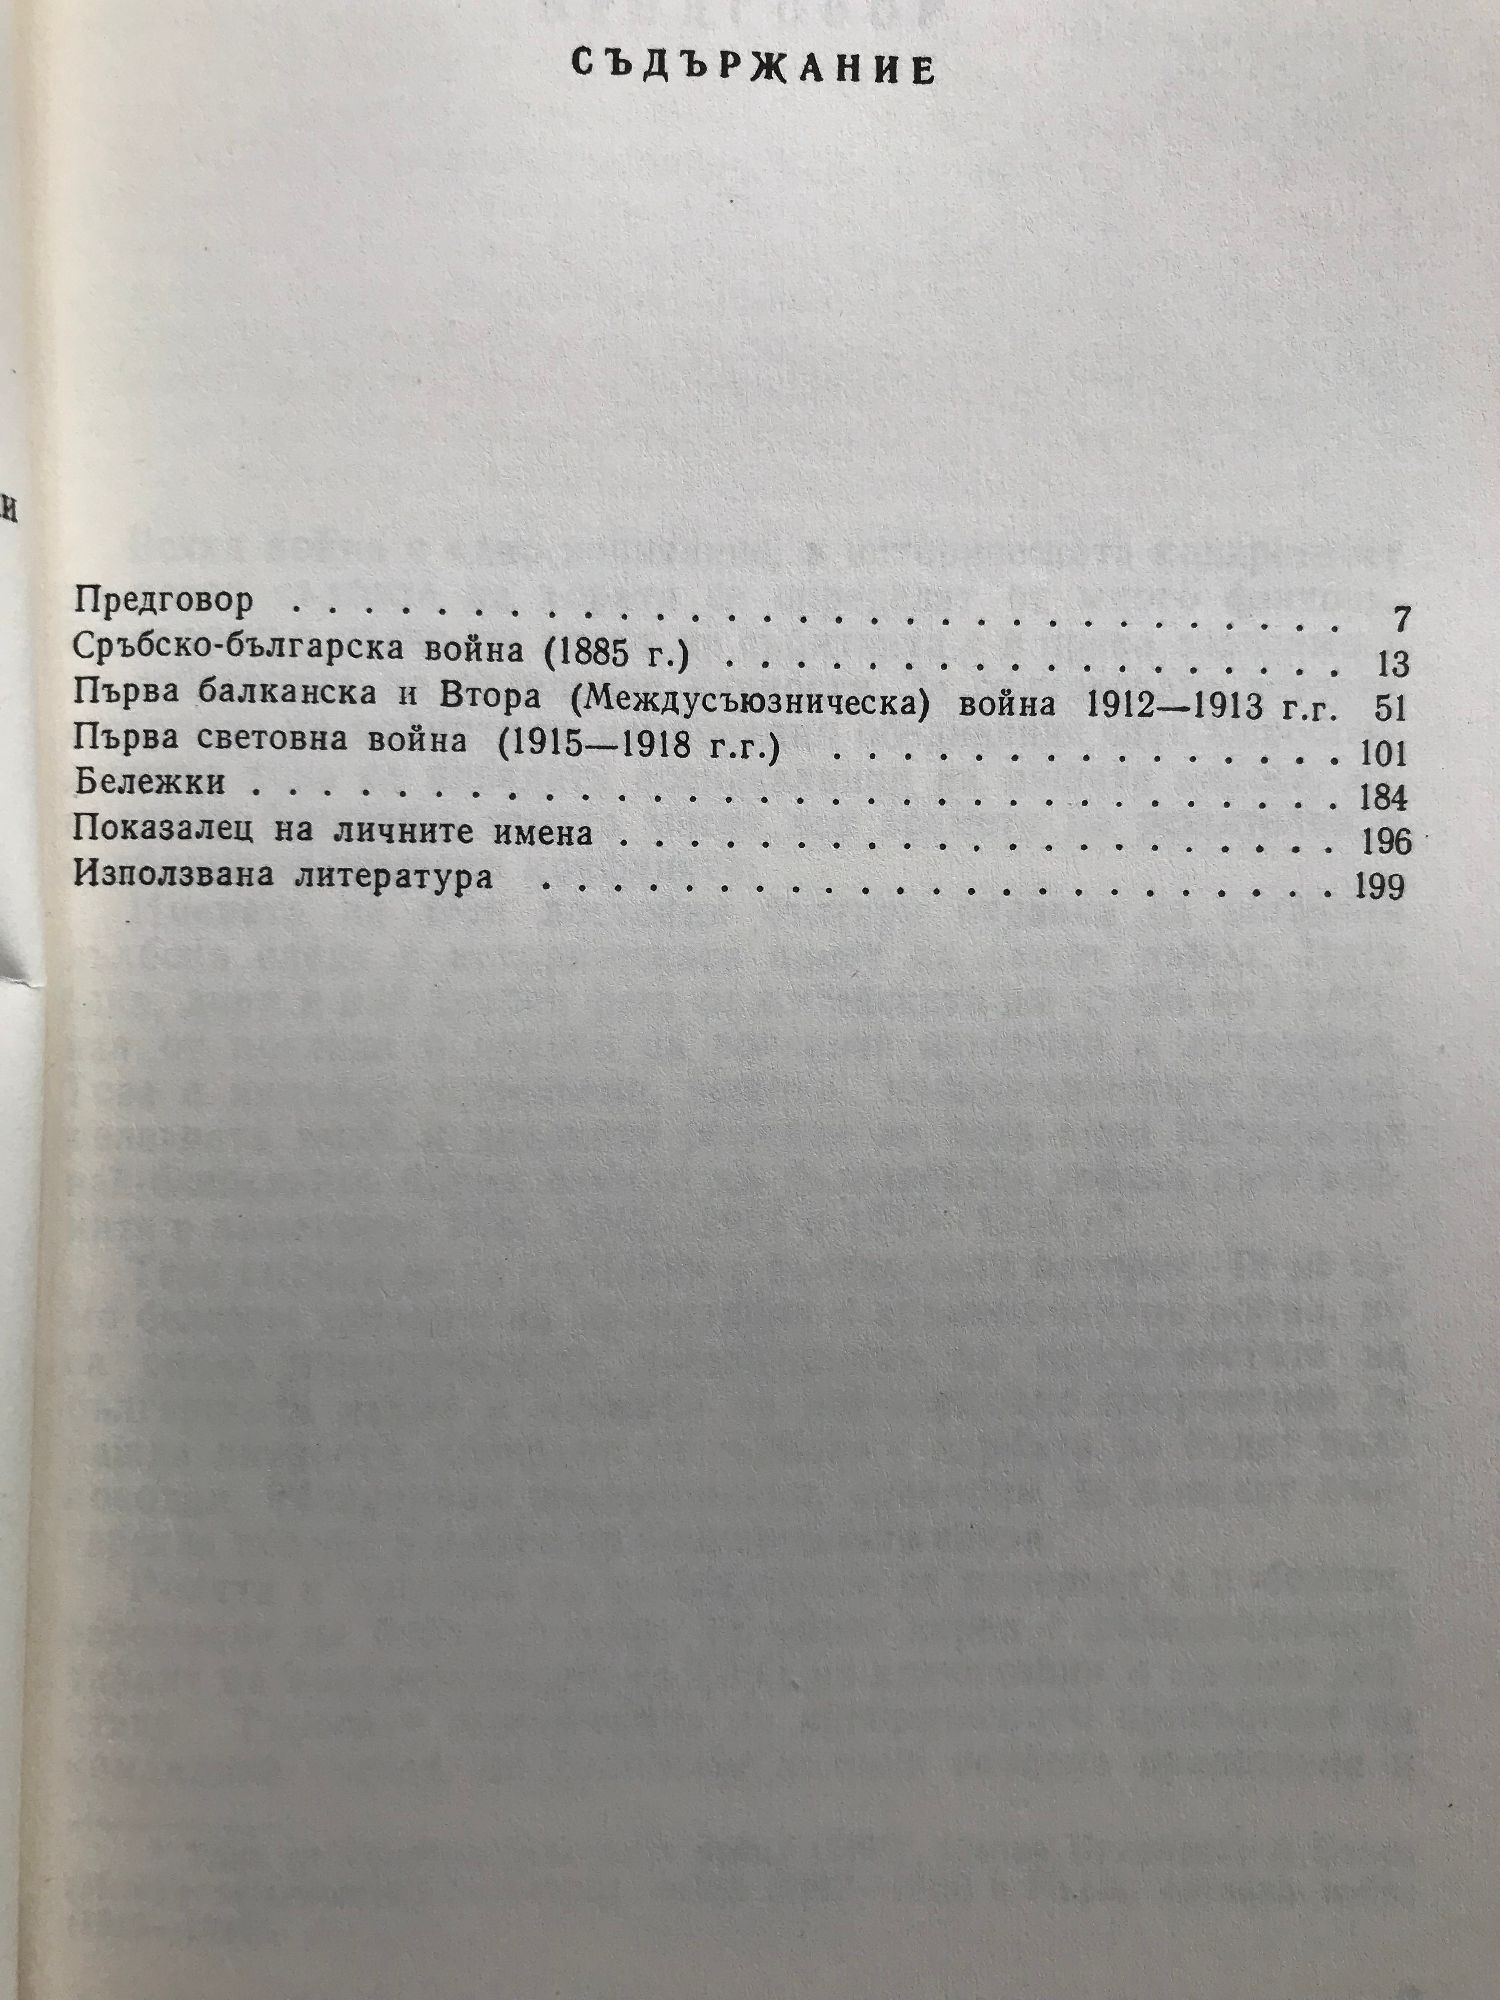 СЪДЪРЖАНИЕ
Предговор . . . . . . . . . . . . . . . . . . . . . . . . . . . . . . 7
Сръбско-българска война (1885 г.) . . . . . . . . . . . . . . . . . 13
Първа балканска и Втора (Междусъюзническа) война 1912—1913 г.г. 51
Първа световна война (1915—1918 г.г.) . . . . . . . . . . . . . . 101
Бележки . . . . . . . . . . . . . . . . . . . . . . . . . . . . . . 184
Показалец на личните имена . . . . . . . . . . . . . . . . . . . . 196
Използвана литература . . . . . . . . . . . . . . . . . . . . . . . 199